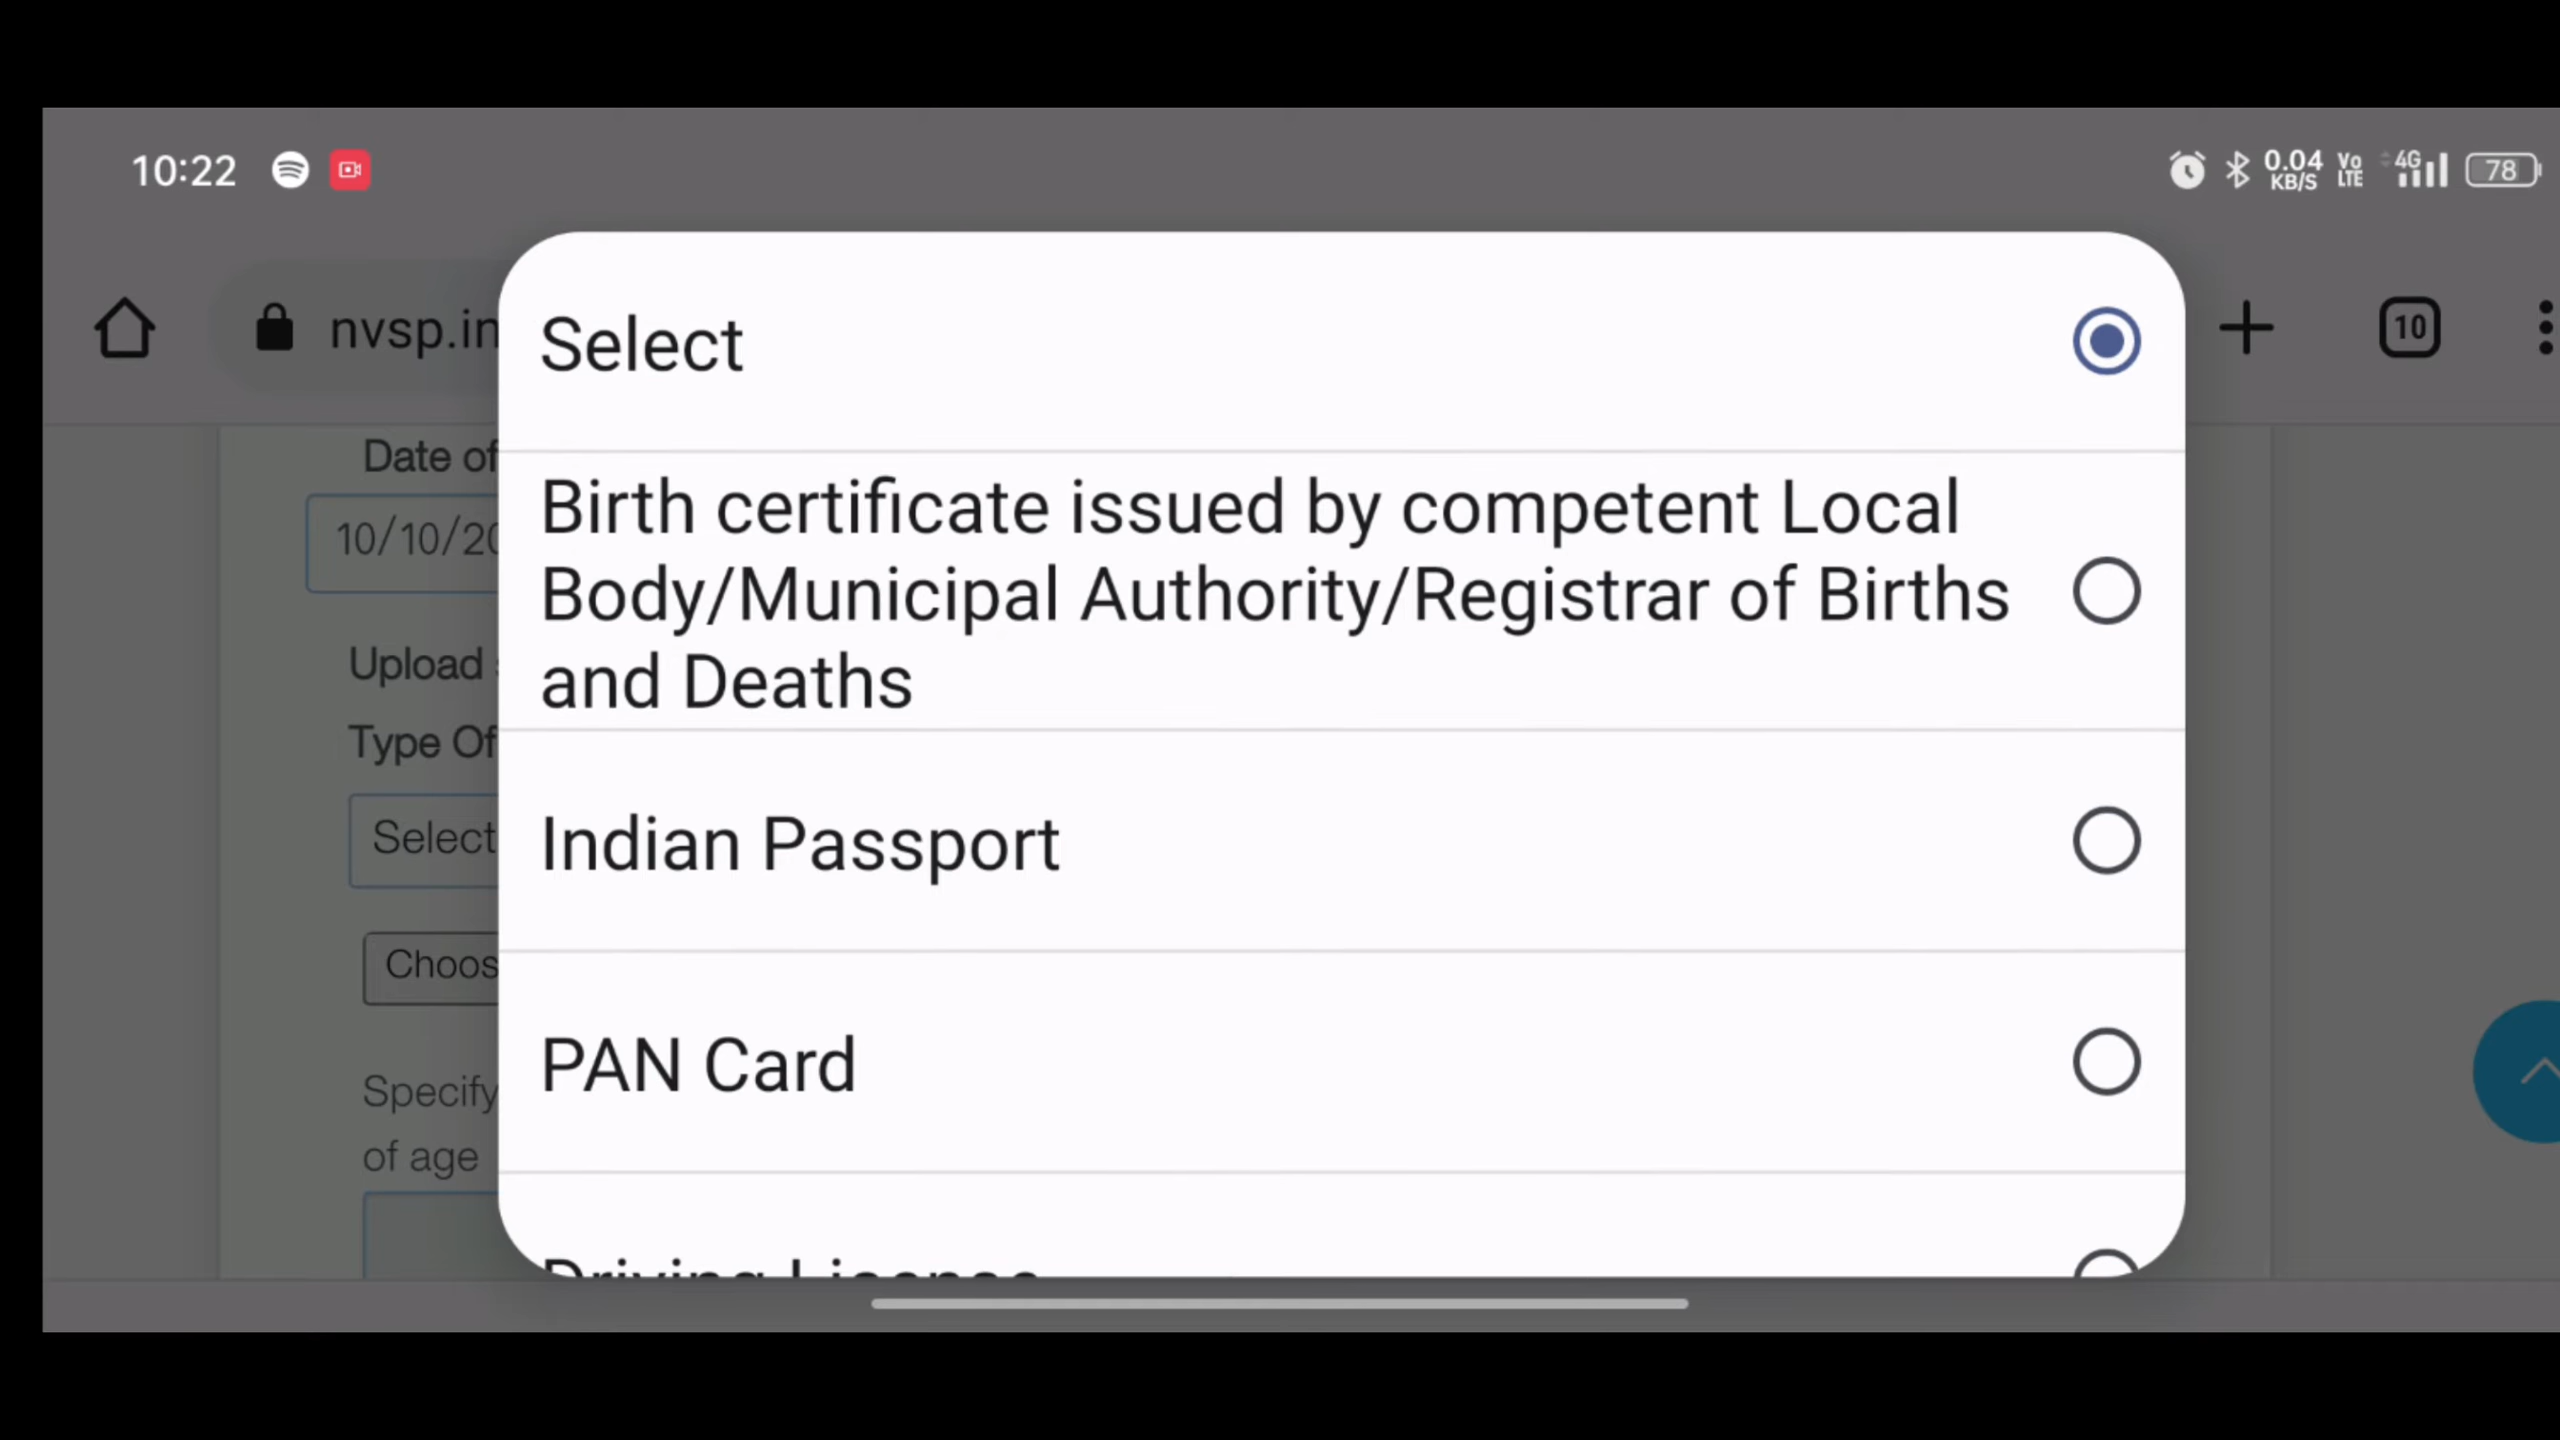 10:22
0.04 KB/S Vo LTE 4G 78
nvsp.in
10
Select
Date of
10/10/20
Birth certificate issued by competent Local
Body/Municipal Authority/Registrar of Births
and Deaths
Upload
Type Of
Select
Indian Passport
Choos
PAN Card
Specify
of age
Driving License